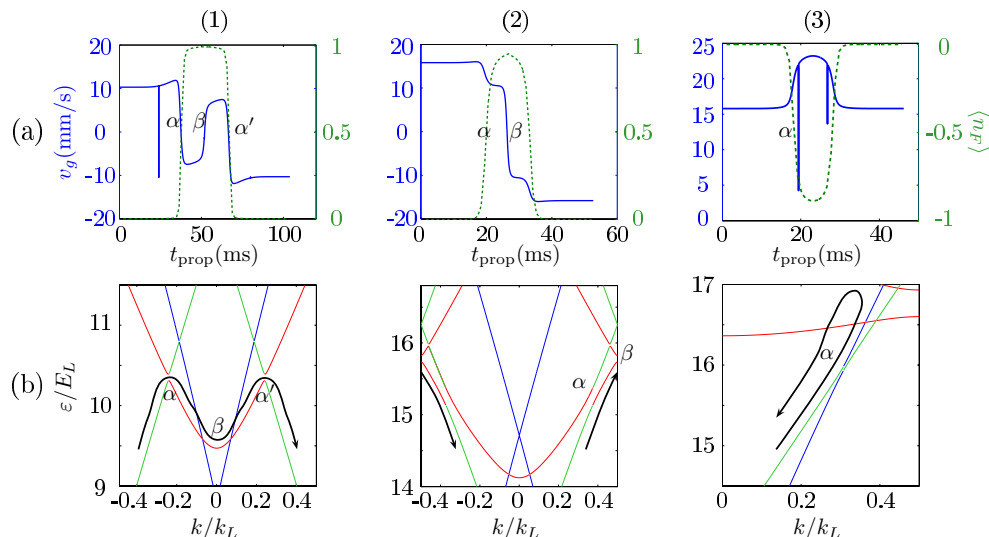 (1) (2) (3)
(a)
v_g(mm/s)
20 10 0 -10 -20
α β α′
1 0.5 0
0 50 100
t_prop(ms)
20 10 0 -10 -20
α β
1 0.5 0
0 20 40 60
t_prop(ms)
25 20 15 10 5 0
α
0 -0.5 -1
⟨n_F⟩
0 20 40
t_prop(ms)
(b)
ε/E_L
11 10 9
α β α′
-0.4 -0.2 0 0.2 0.4
k/k_L
16 15 14
α β
-0.4 -0.2 0 0.2 0.4
k/k_L
17 16 15
α
0 0.4
k/k_L